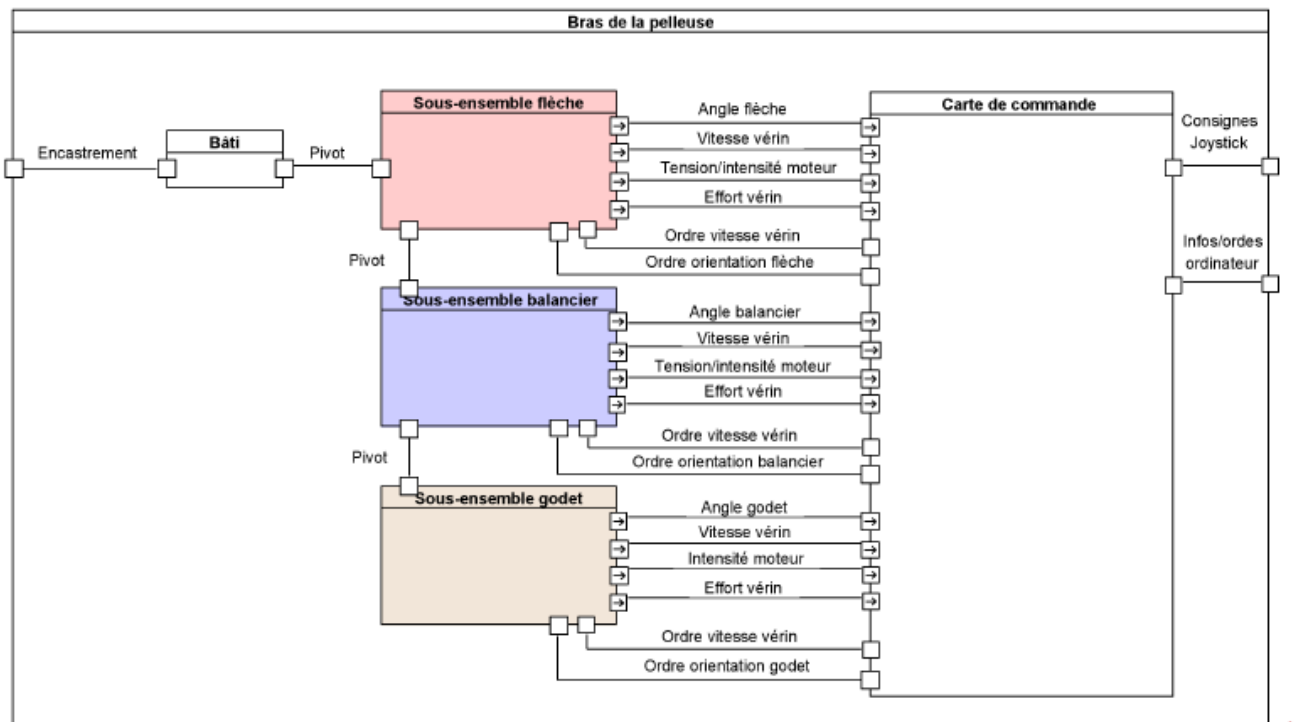 Bras de la pelleuse
Sous-ensemble flèche
Carte de commande
Angle flèche
Consignes
Joystick
Bâti
Vitesse vérin
Encastrement
Pivot
Tension/intensité moteur
Effort vérin
Ordre vitesse vérin
Infos/ordes
ordinateur
Pivot
Ordre orientation flèche
Sous-ensemble balancier
Angle balancier
Vitesse vérin
Tension/intensité moteur
Effort vérin
Ordre vitesse vérin
Pivot
Ordre orientation balancier
Sous-ensemble godet
Angle godet
Vitesse vérin
Intensité moteur
Effort vérin
Ordre vitesse vérin
Ordre orientation godet